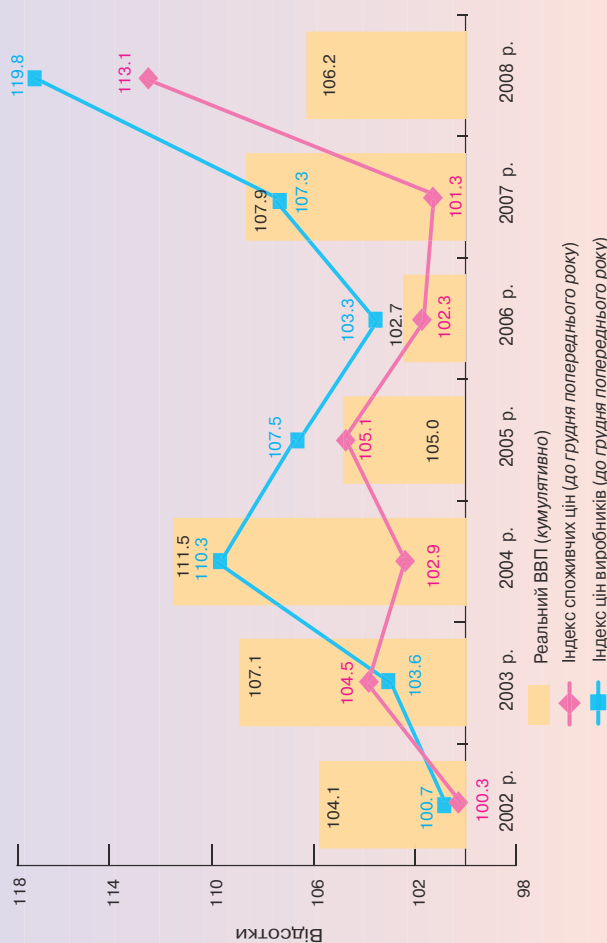 Відсотки
118
114
110
106
102
98
104.1
100.7
100.3
107.1
104.5
103.6
111.5
110.3
102.9
107.5
105.1
105.0
103.3
102.7
102.3
107.9
107.3
101.3
119.8
113.1
106.2
2002 р.
2003 р.
2004 р.
2005 р.
2006 р.
2007 р.
2008 р.
Реальний ВВП (кумулятивно)
Індекс споживчих цін (до грудня попереднього року)
Індекс цін виробників (до грудня попереднього року)